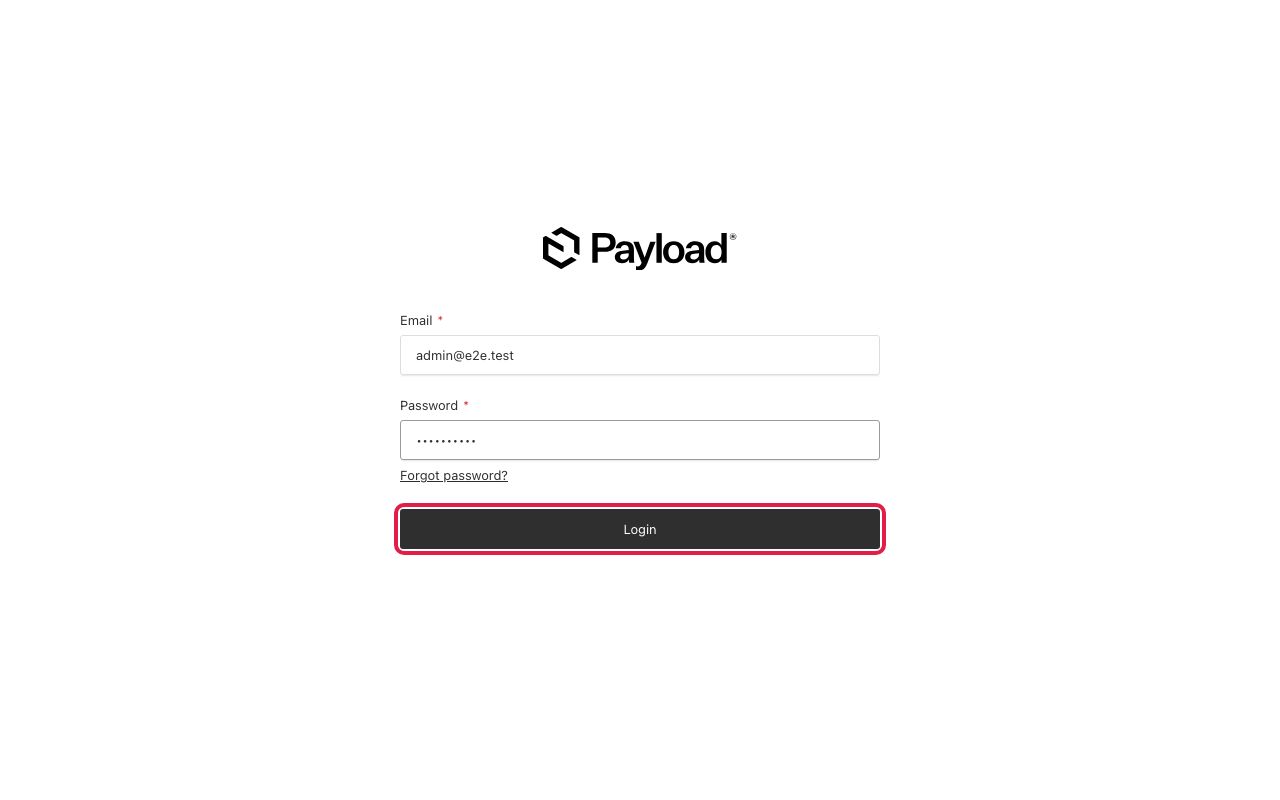 Payload®
Email *
admin@e2e.test
Password *
••••••••••
Forgot password?
Login